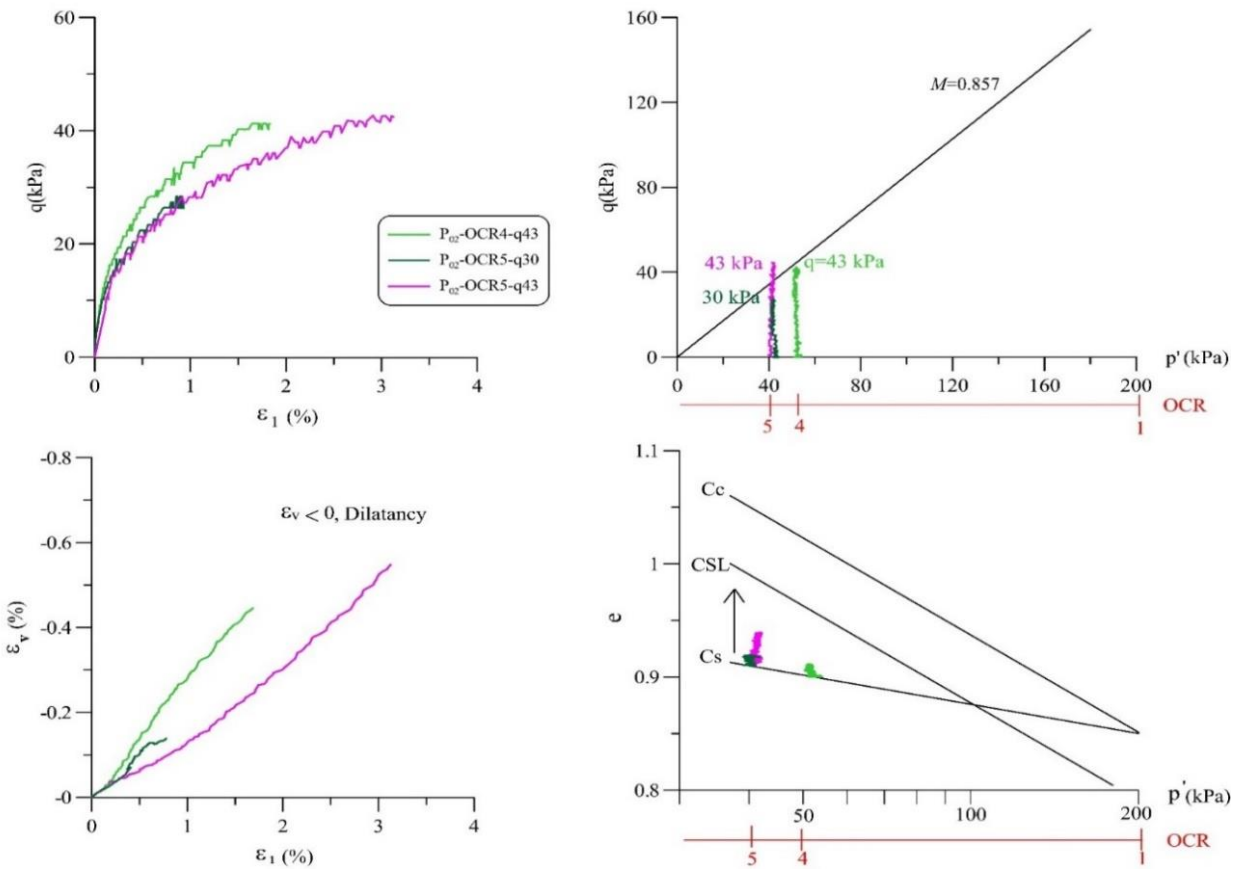 60
40
20
0
q(kPa)
P02-OCR4-q43
P02-OCR5-q30
P02-OCR5-q43
0 1 2 3 4
ε1 (%)
160
120
80
40
0
q(kPa)
M=0.857
43 kPa
q=43 kPa
30 kPa
0 40 80 120 160 200
p' (kPa)
5 4 1
OCR
-0.8
-0.6
-0.4
-0.2
-0
εv (%)
εv < 0, Dilatancy
0 1 2 3 4
ε1 (%)
1.1
1
0.9
0.8
e
Cc
CSL
Cs
50 100 200
p' (kPa)
5 4 1
OCR